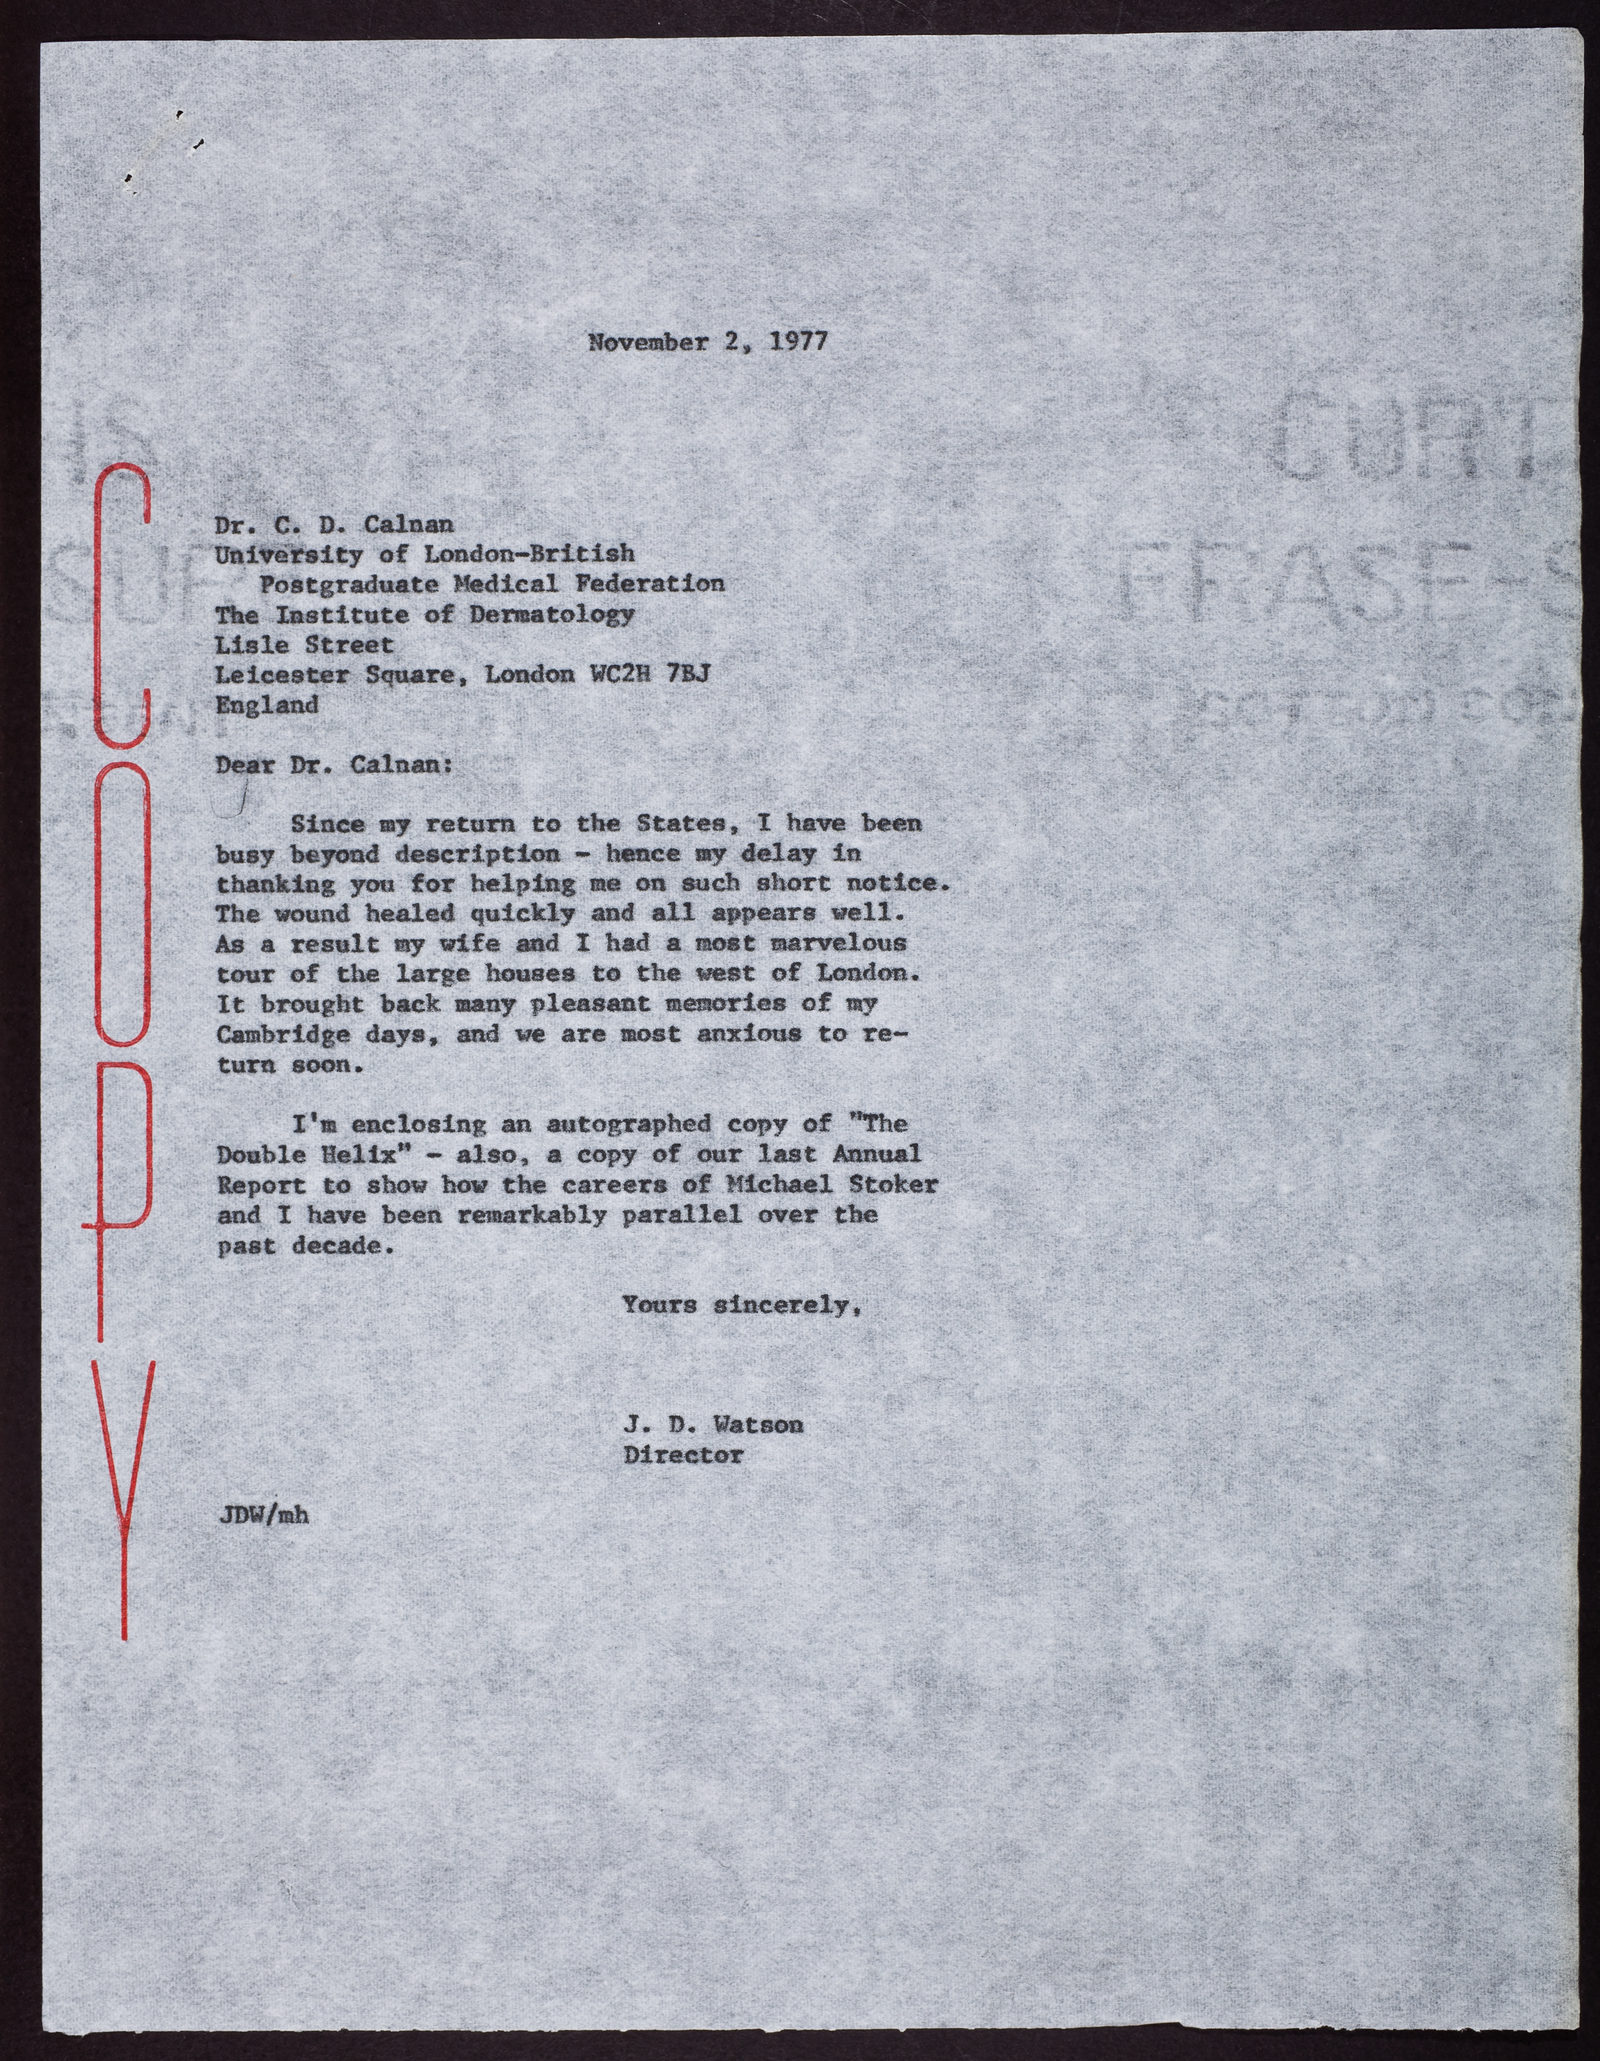 November 2, 1977
COPY
Dr. C. D. Calnan
University of London-British
Postgraduate Medical Federation
The Institute of Dermatology
Lisle Street
Leicester Square, London WC2H 7BJ
England
Dear Dr. Calnan:
Since my return to the States, I have been
busy beyond description - hence my delay in
thanking you for helping me on such short notice.
The wound healed quickly and all appears well.
As a result my wife and I had a most marvelous
tour of the large houses to the west of London.
It brought back many pleasant memories of my
Cambridge days, and we are most anxious to re-
turn soon.
I'm enclosing an autographed copy of "The
Double Helix" - also, a copy of our last Annual
Report to show how the careers of Michael Stoker
and I have been remarkably parallel over the
past decade.
Yours sincerely,
J. D. Watson
Director
JDW/mh